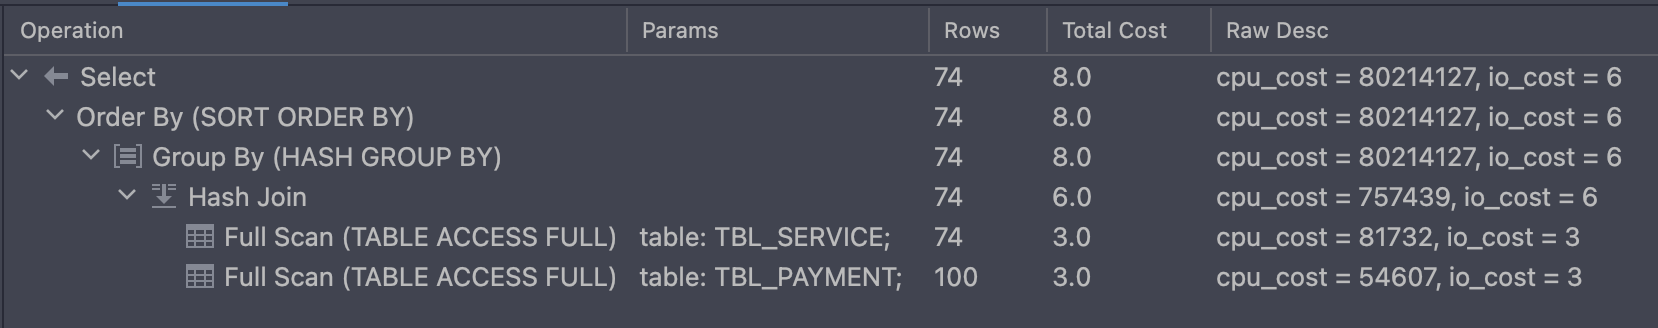 Operation Params Rows Total Cost Raw Desc
Select 74 8.0 cpu_cost = 80214127, io_cost = 6
Order By (SORT ORDER BY) 74 8.0 cpu_cost = 80214127, io_cost = 6
Group By (HASH GROUP BY) 74 8.0 cpu_cost = 80214127, io_cost = 6
Hash Join 74 6.0 cpu_cost = 757439, io_cost = 6
Full Scan (TABLE ACCESS FULL) table: TBL_SERVICE; 74 3.0 cpu_cost = 81732, io_cost = 3
Full Scan (TABLE ACCESS FULL) table: TBL_PAYMENT; 100 3.0 cpu_cost = 54607, io_cost = 3